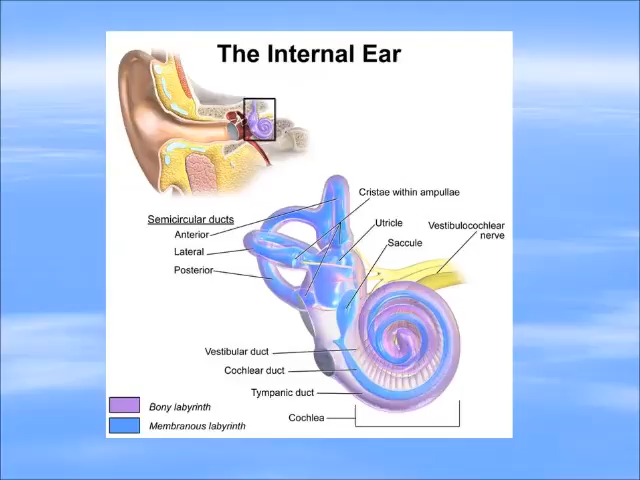 The Internal Ear
Cristae within ampullae
Semicircular ducts
Anterior
Lateral
Posterior
Utricle
Saccule
Vestibulocochlear
nerve
Vestibular duct
Cochlear duct
Tympanic duct
Cochlea
Bony labyrinth
Membranous labyrinth